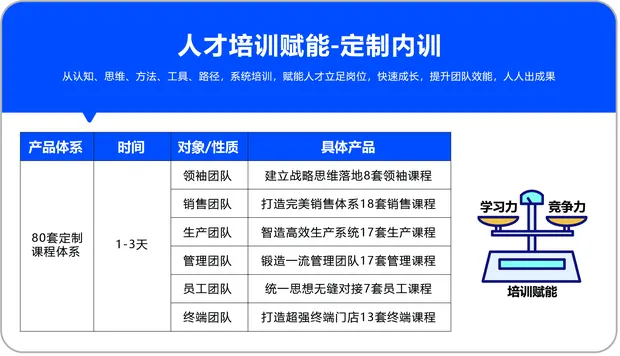 人才培训赋能-定制内训
从认知、思维、方法、工具、路径，系统培训，赋能人才立足岗位，快速成长，提升团队效能，人人出成果
产品体系 时间 对象/性质 具体产品
80套定制
课程体系
1-3天
领袖团队 建立战略思维落地8套领袖课程
销售团队 打造完美销售体系18套销售课程
生产团队 智造高效生产系统17套生产课程
管理团队 锻造一流管理团队17套管理课程
员工团队 统一思想无缝对接7套员工课程
终端团队 打造超强终端门店13套终端课程
学习力 竞争力
培训赋能